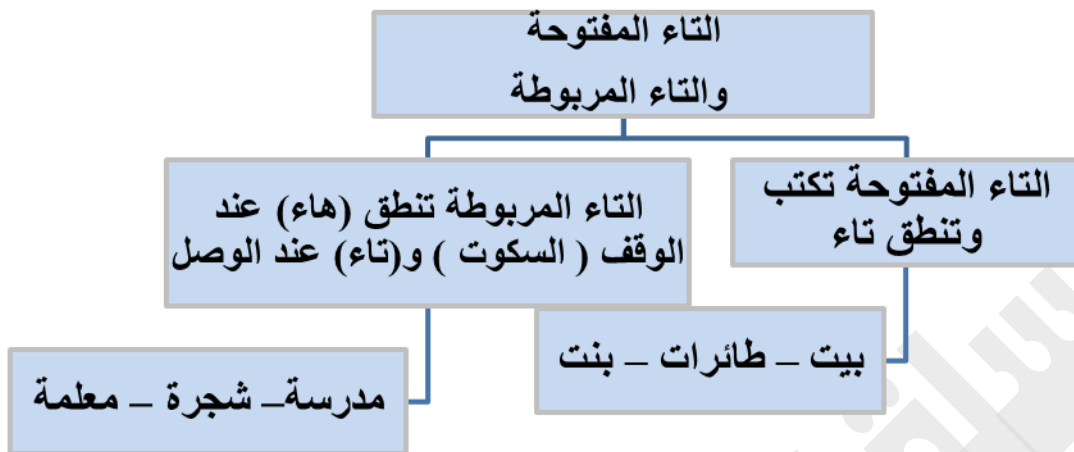 التاء المفتوحة
والتاء المربوطة
التاء المفتوحة تكتب
وتنطق تاء
بيت – طائرات – بنت
التاء المربوطة تنطق (هاء) عند
الوقف ( السكوت ) و(تاء) عند الوصل
مدرسة– شجرة – معلمة